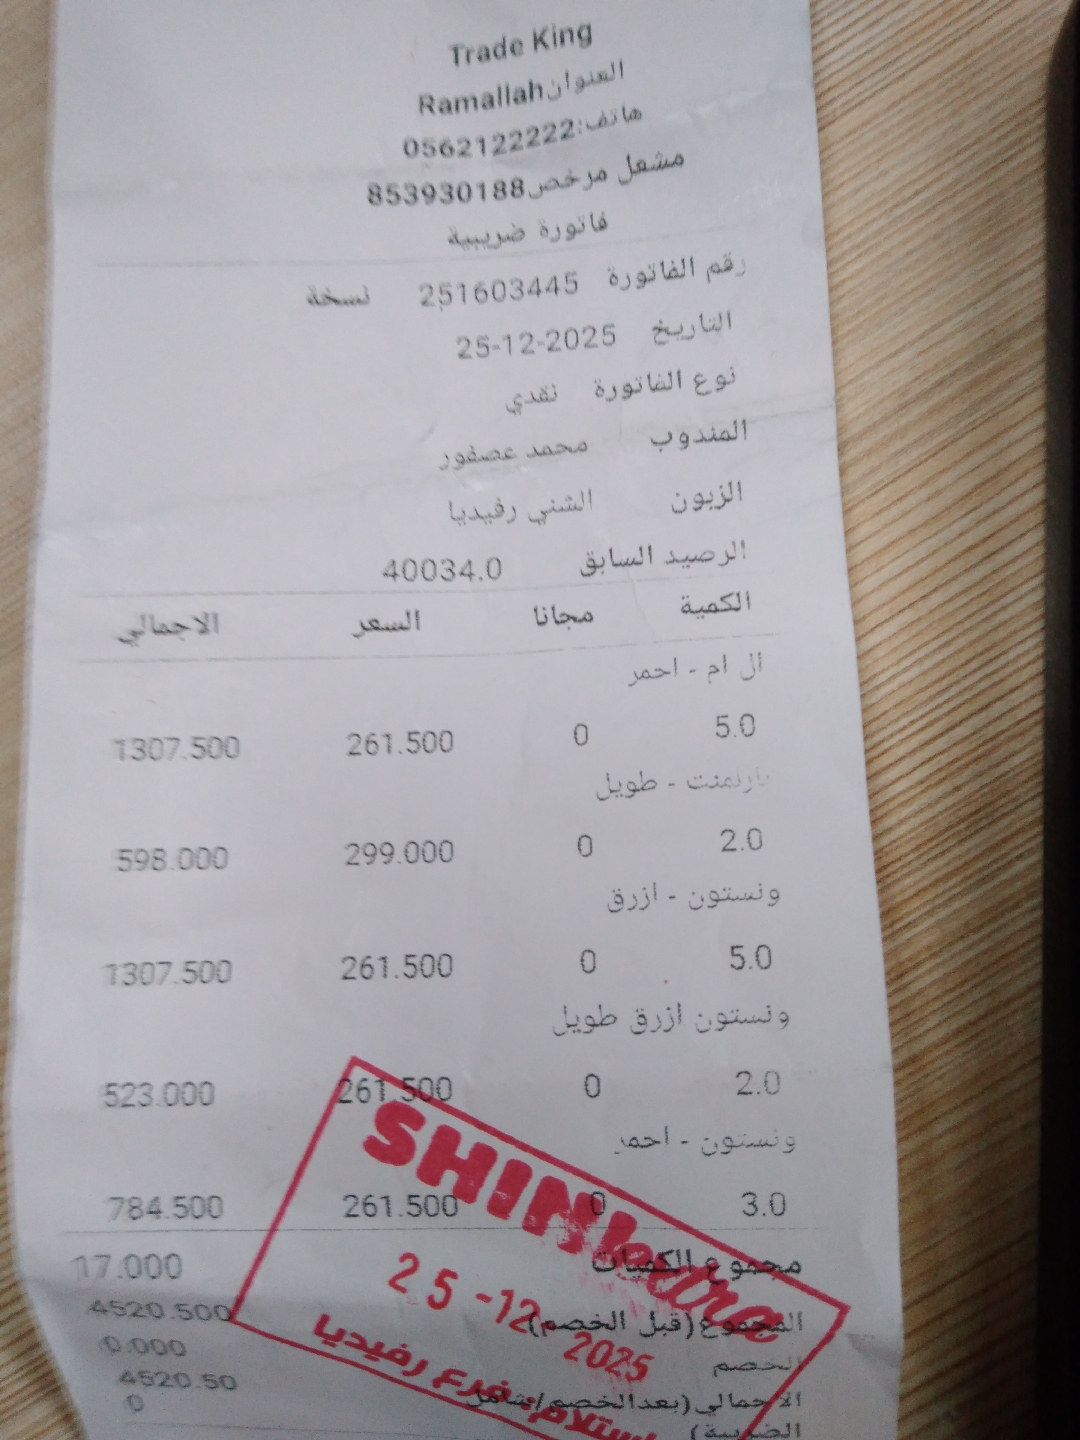 Trade King
العنوان Ramallah
هاتف:0562122222
مشغل مرخص 853930188
فاتورة ضريبية
رقم الفاتورة 251603445 نسخة
التاريخ 25-12-2025
نوع الفاتورة نقدي
المندوب محمد عصفور
الزبون الشني رفيديا
الرصيد السابق 40034.0
الكمية مجانا السعر الاجمالي
ال ام - احمر
5.0 0 261.500 1307.500
طويل -
2.0 0 299.000 598.000
ونستون - ازرق
5.0 0 261.500 1307.500
ونستون ازرق طويل
2.0 0 261.500 523.000
ونستون - احمر
3.0 0 261.500 784.500
مجموع الكميات 17.000
المجموع(قبل الخصم) 4520.500
الخصم 0.000
الاجمالي(بعدالخصم/شامل 4520.50
الضريبة) 0
SHINI
25-12-2025
استلام: فرع رفيديا